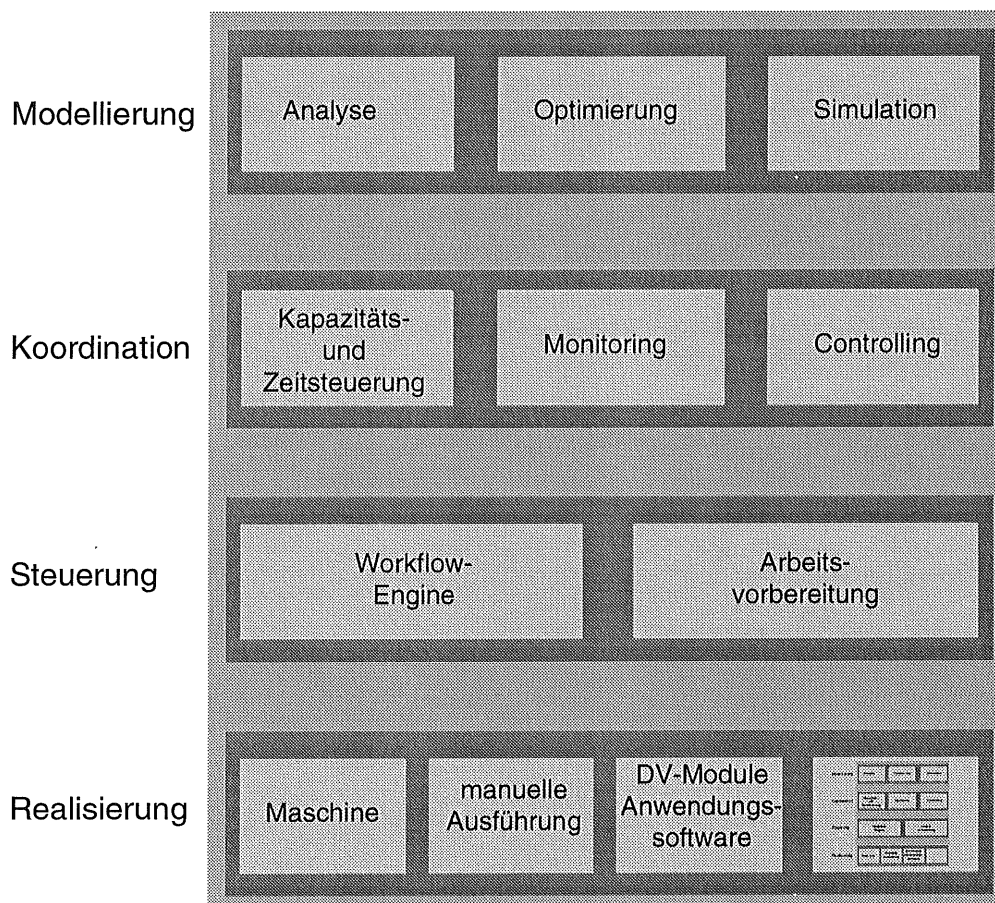 Modellierung
Analyse
Optimierung
Simulation
Koordination
Kapazitäts-
und
Zeitsteuerung
Monitoring
Controlling
Steuerung
Workflow-
Engine
Arbeits-
vorbereitung
Realisierung
Maschine
manuelle
Ausführung
DV-Module
Anwendungs-
software